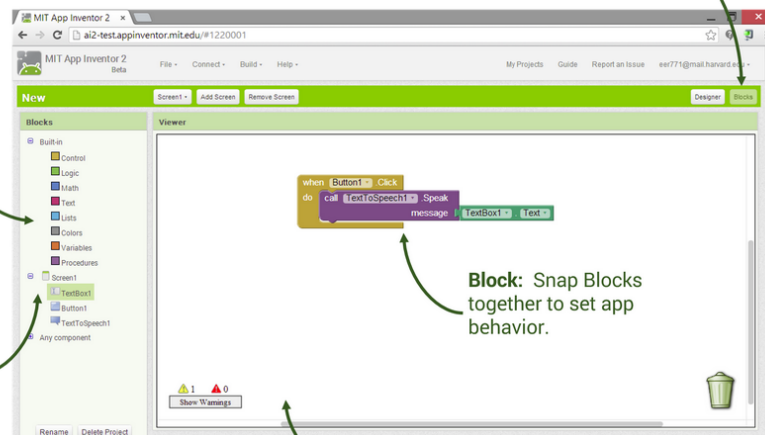 MIT App Inventor 2
ai2-test.appinventor.mit.edu/#1220001
MIT App Inventor 2
Beta
File Connect Build Help
My Projects Guide Report an Issue eer771@mail.harvard.edu
New
Screen1 Add Screen Remove Screen
Designer Blocks
Blocks
Viewer
Built-in
Control
Logic
Math
Text
Lists
Colors
Variables
Procedures
Screen1
TextBox1
Button1
TextToSpeech1
Any component
when Button1 .Click
do call TextToSpeech1 .Speak
message TextBox1 . Text
Block: Snap Blocks
together to set app
behavior.
1 0
Show Warnings
Rename Delete Project